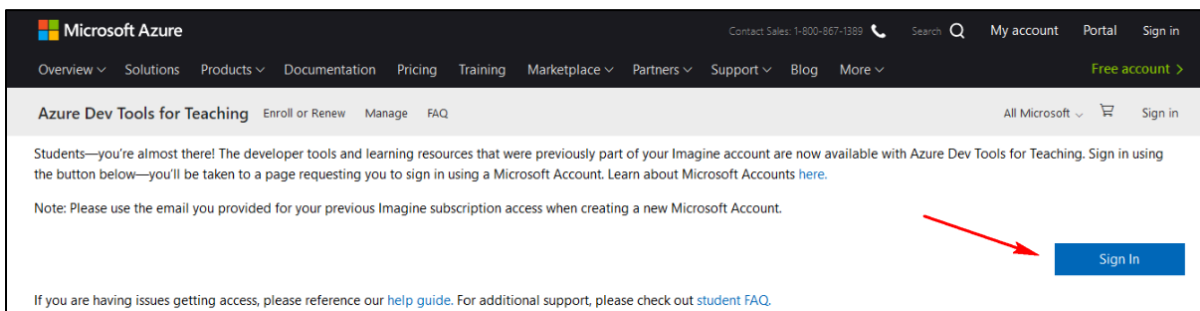 Microsoft Azure Contact Sales: 1-800-867-1389 Search My account Portal Sign in
Overview Solutions Products Documentation Pricing Training Marketplace Partners Support Blog More Free account >
Azure Dev Tools for Teaching Enroll or Renew Manage FAQ All Microsoft Sign in
Students—you're almost there! The developer tools and learning resources that were previously part of your Imagine account are now available with Azure Dev Tools for Teaching. Sign in using
the button below—you'll be taken to a page requesting you to sign in using a Microsoft Account. Learn about Microsoft Accounts here.
Note: Please use the email you provided for your previous Imagine subscription access when creating a new Microsoft Account.
Sign In
If you are having issues getting access, please reference our help guide. For additional support, please check out student FAQ.